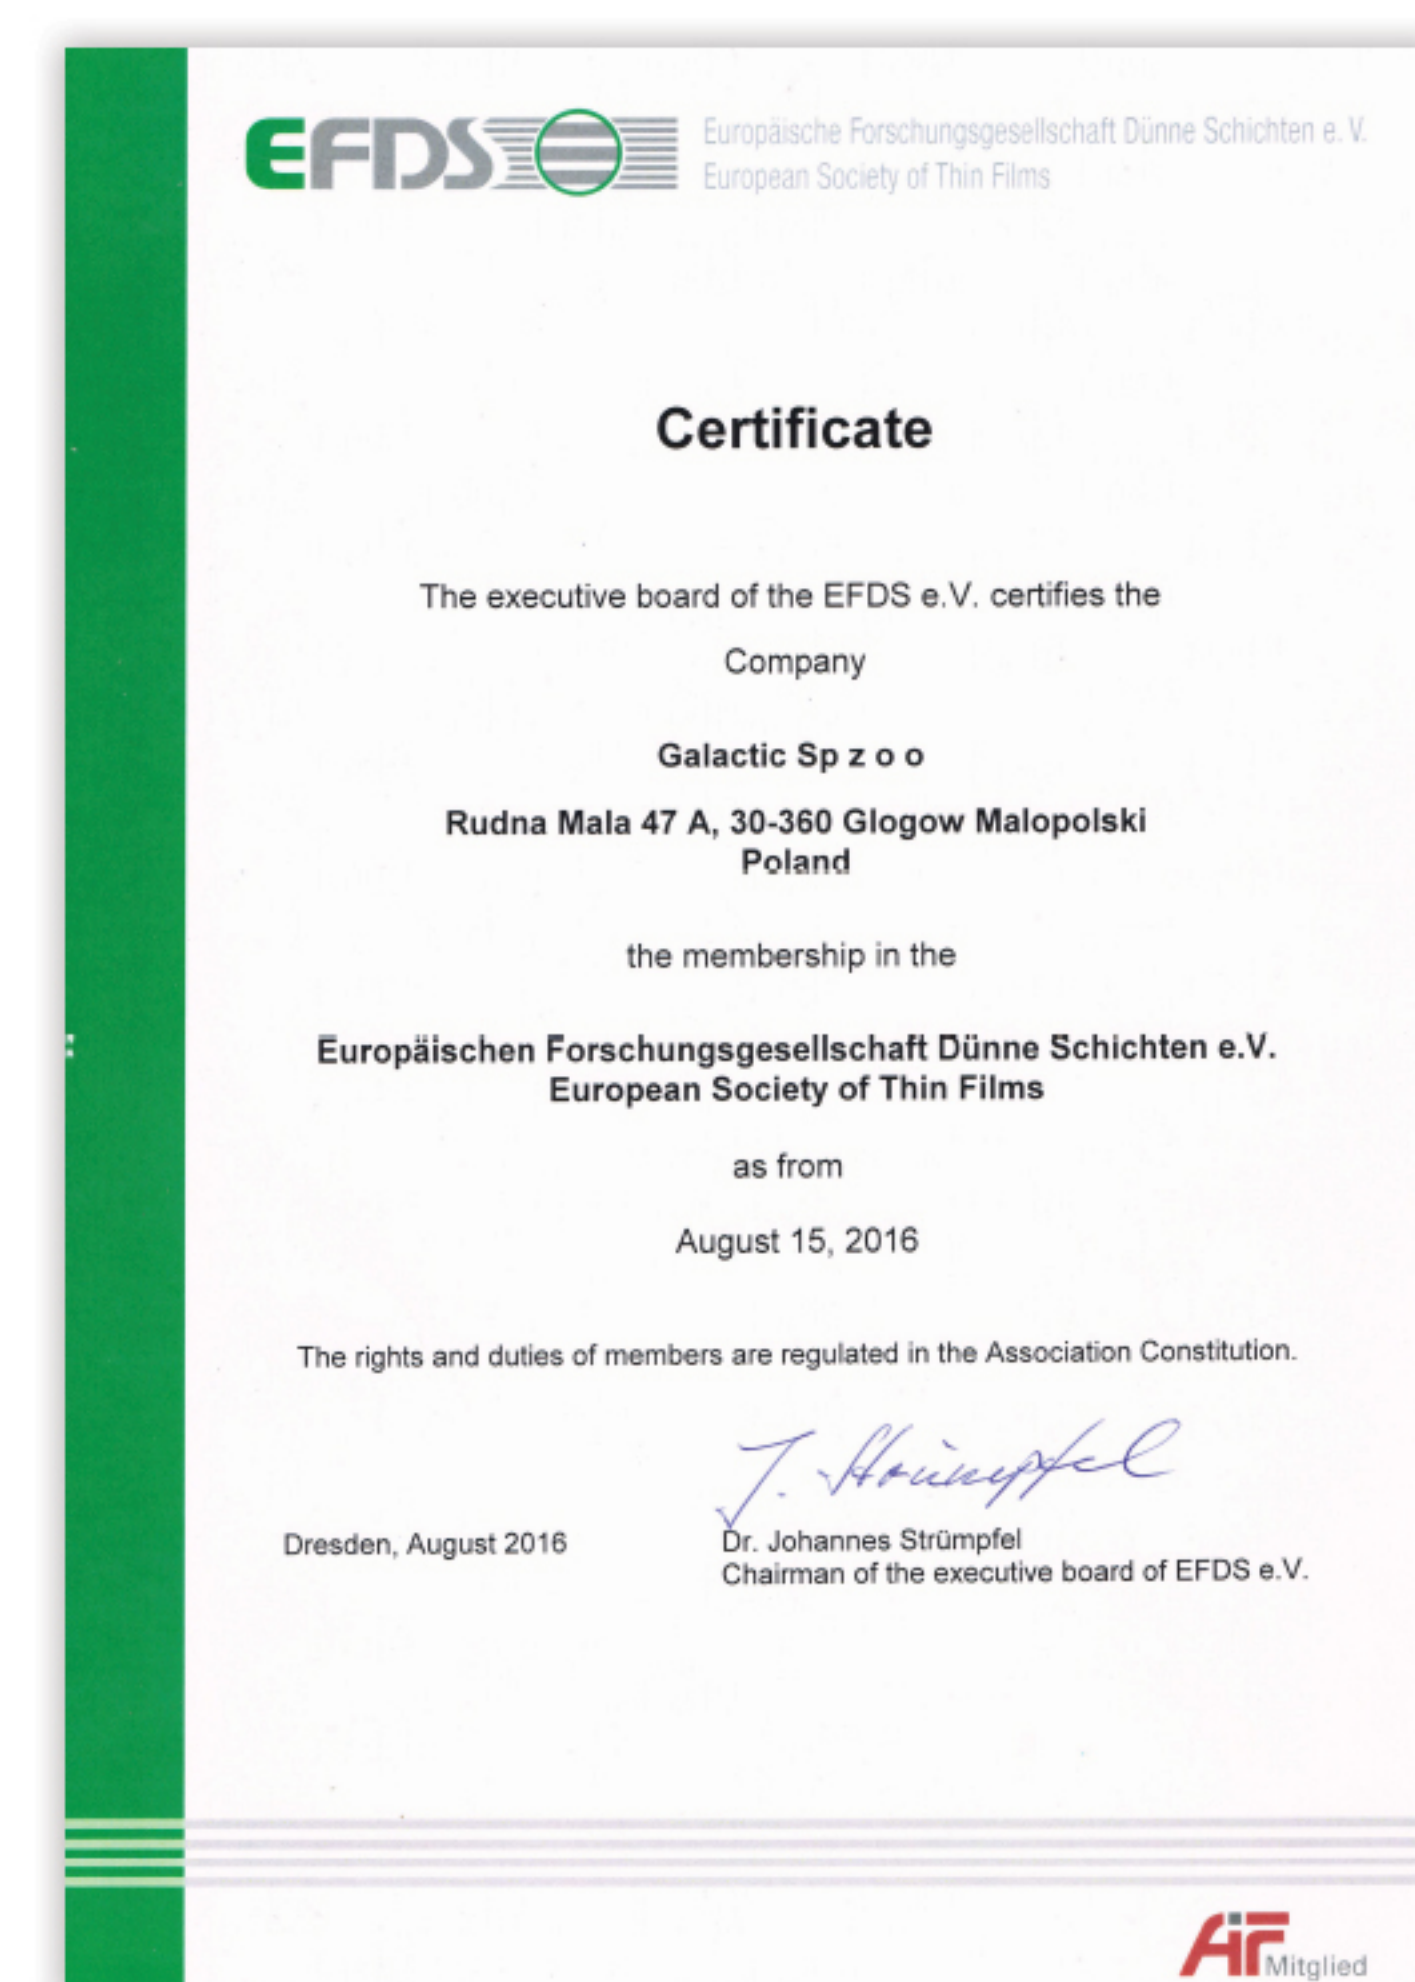 EFDS
Europäische Forschungsgesellschaft Dünne Schichten e. V.
European Society of Thin Films
Certificate
The executive board of the EFDS e.V. certifies the
Company
Galactic Sp z o o
Rudna Mala 47 A, 30-360 Glogow Malopolski
Poland
the membership in the
Europäischen Forschungsgesellschaft Dünne Schichten e.V.
European Society of Thin Films
as from
August 15, 2016
The rights and duties of members are regulated in the Association Constitution.
J. Strümpfel
Dresden, August 2016
Dr. Johannes Strümpfel
Chairman of the executive board of EFDS e.V.
AiF Mitglied